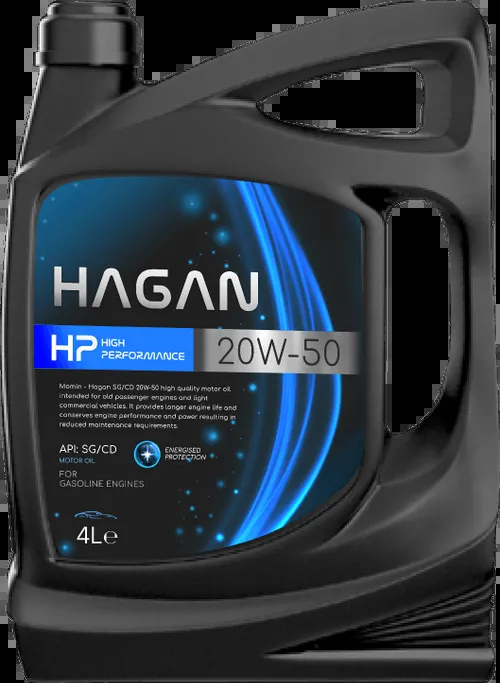 HAGAN
HP HIGH PERFORMANCE 20W-50
Momin - Hagan SG/CD 20W-50 high quality motor oil
intended for old passenger engines and light
commercial vehicles. It provides longer engine life and
conserves engine performance and power resulting in
reduced maintenance requirements.
API: SG/CD
MOTOR OIL
ENERGISED
PROTECTION
FOR
GASOLINE ENGINES
4L℮